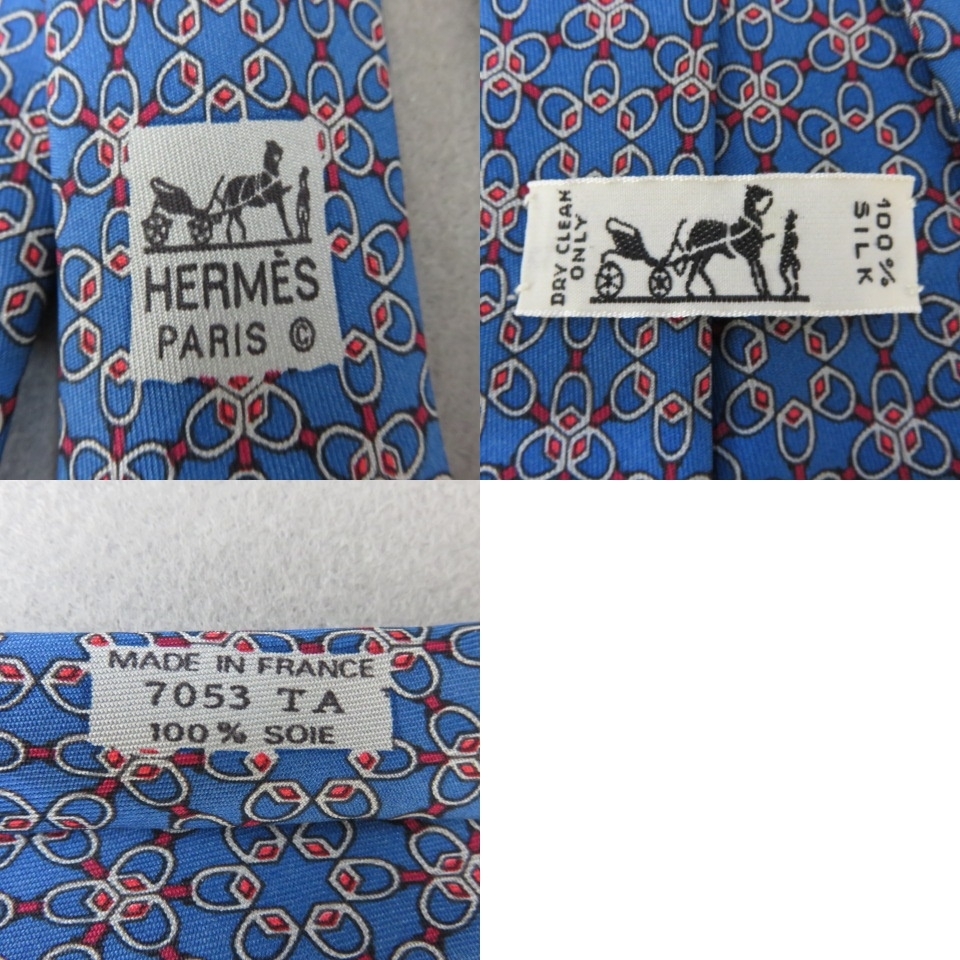 HERMÈS
PARIS ©
DRY CLEAN
ONLY
100%
SILK
MADE IN FRANCE
7053 TA
100% SOIE